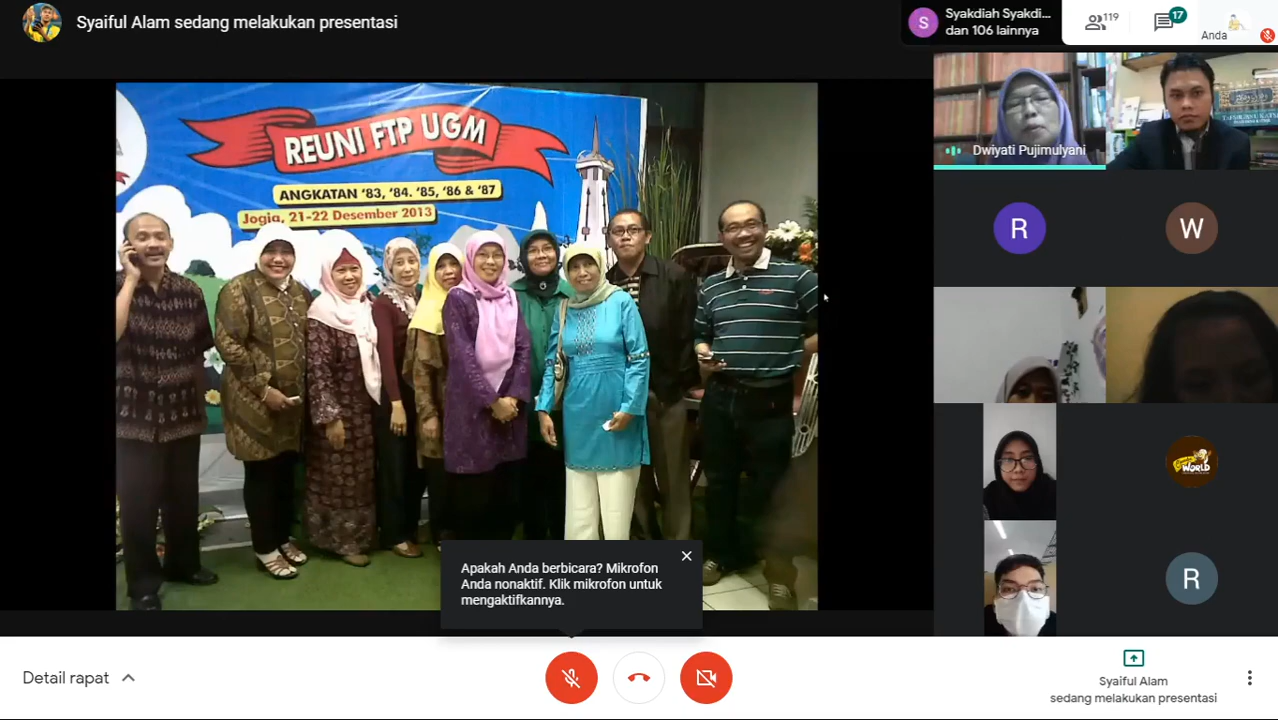 Syaiful Alam sedang melakukan presentasi
S
Syakdiah Syakdi...
dan 106 lainnya
119
17
Anda
REUNI FTP UGM
ANGKATAN '83, '84. '85, '86 & '87
Jogja, 21-22 Desember 2013
Dwiyati Pujimulyani
R
W
WORLD
R
Apakah Anda berbicara? Mikrofon
Anda nonaktif. Klik mikrofon untuk
mengaktifkannya.
Detail rapat
Syaiful Alam
sedang melakukan presentasi